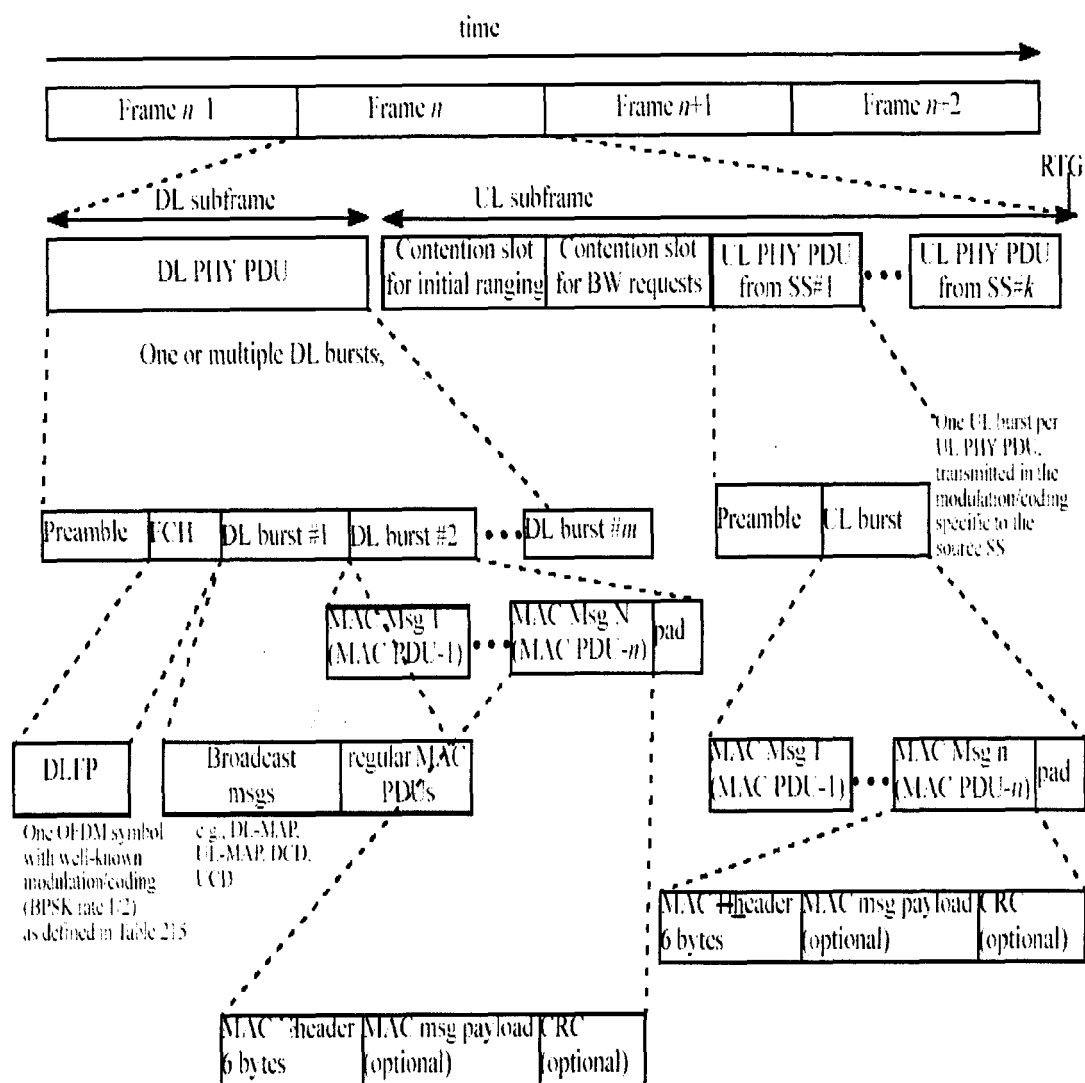 time
Frame n-1
Frame n
Frame n+1
Frame n+2
RTG
DL subframe
UL subframe
DL PHY PDU
Contention slot
for initial ranging
Contention slot
for BW requests
UL PHY PDU
from SS#1
•••
UL PHY PDU
from SS#k
One or multiple DL bursts,
One UL burst per
UL PHY PDU,
transmitted in the
modulation/coding
specific to the
source SS
Preamble
FCH
DL burst #1
DL burst #2
•••
DL burst #m
Preamble
UL burst
MAC Msg 1
(MAC PDU-1)
•••
MAC Msg N
(MAC PDU-n)
pad
DLFP
Broadcast
msgs
regular MAC
PDUs
MAC Msg 1
(MAC PDU-1)
•••
MAC Msg n
(MAC PDU-n)
pad
One OFDM symbol
with well-known
modulation/coding
(BPSK rate 1/2)
as defined in Table 215
e.g., DL-MAP,
UL-MAP, DCD,
UCD
MAC Hheader
6 bytes
MAC msg payload
(optional)
CRC
(optional)
MAC header
6 bytes
MAC msg payload
(optional)
CRC
(optional)